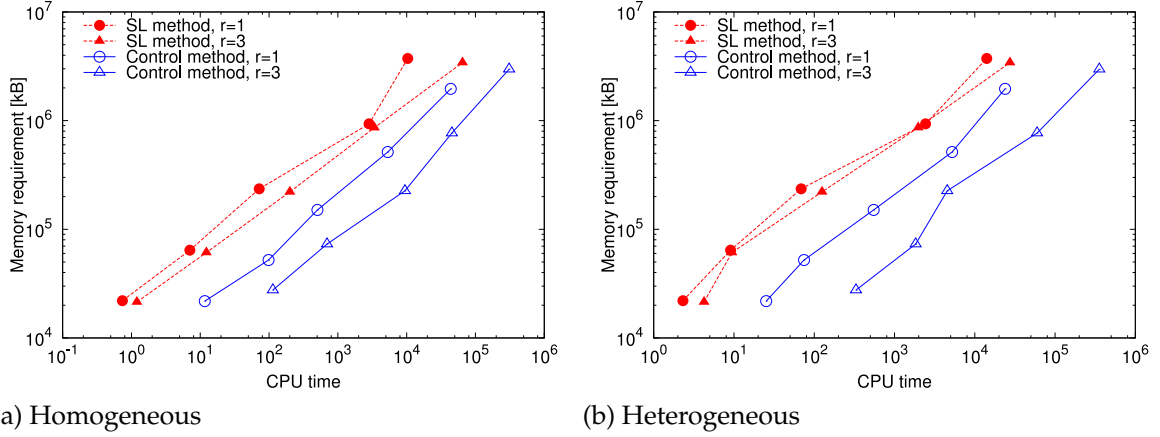 10^7
10^6
10^5
10^4
Memory requirement [kB]
SL method, r=1
SL method, r=3
Control method, r=1
Control method, r=3
10^-1 10^0 10^1 10^2 10^3 10^4 10^5 10^6
CPU time
a) Homogeneous
10^7
10^6
10^5
10^4
Memory requirement [kB]
SL method, r=1
SL method, r=3
Control method, r=1
Control method, r=3
10^0 10^1 10^2 10^3 10^4 10^5 10^6
CPU time
(b) Heterogeneous